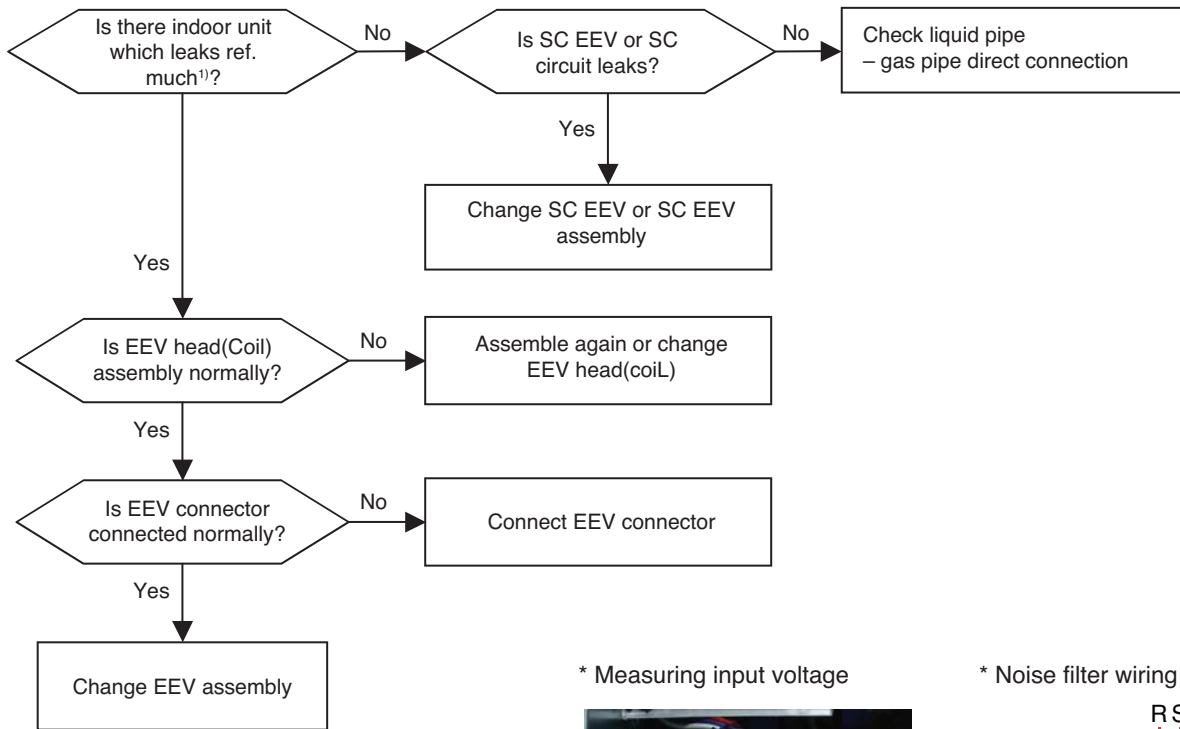 Is there indoor unit
which leaks ref.
much¹⁾?
No
Is SC EEV or SC
circuit leaks?
No
Check liquid pipe
– gas pipe direct connection
Yes
Change SC EEV or SC EEV
assembly
Yes
Is EEV head(Coil)
assembly normally?
No
Assemble again or change
EEV head(coiL)
Yes
Is EEV connector
connected normally?
No
Connect EEV connector
Yes
Change EEV assembly
* Measuring input voltage
* Noise filter wiring
R S